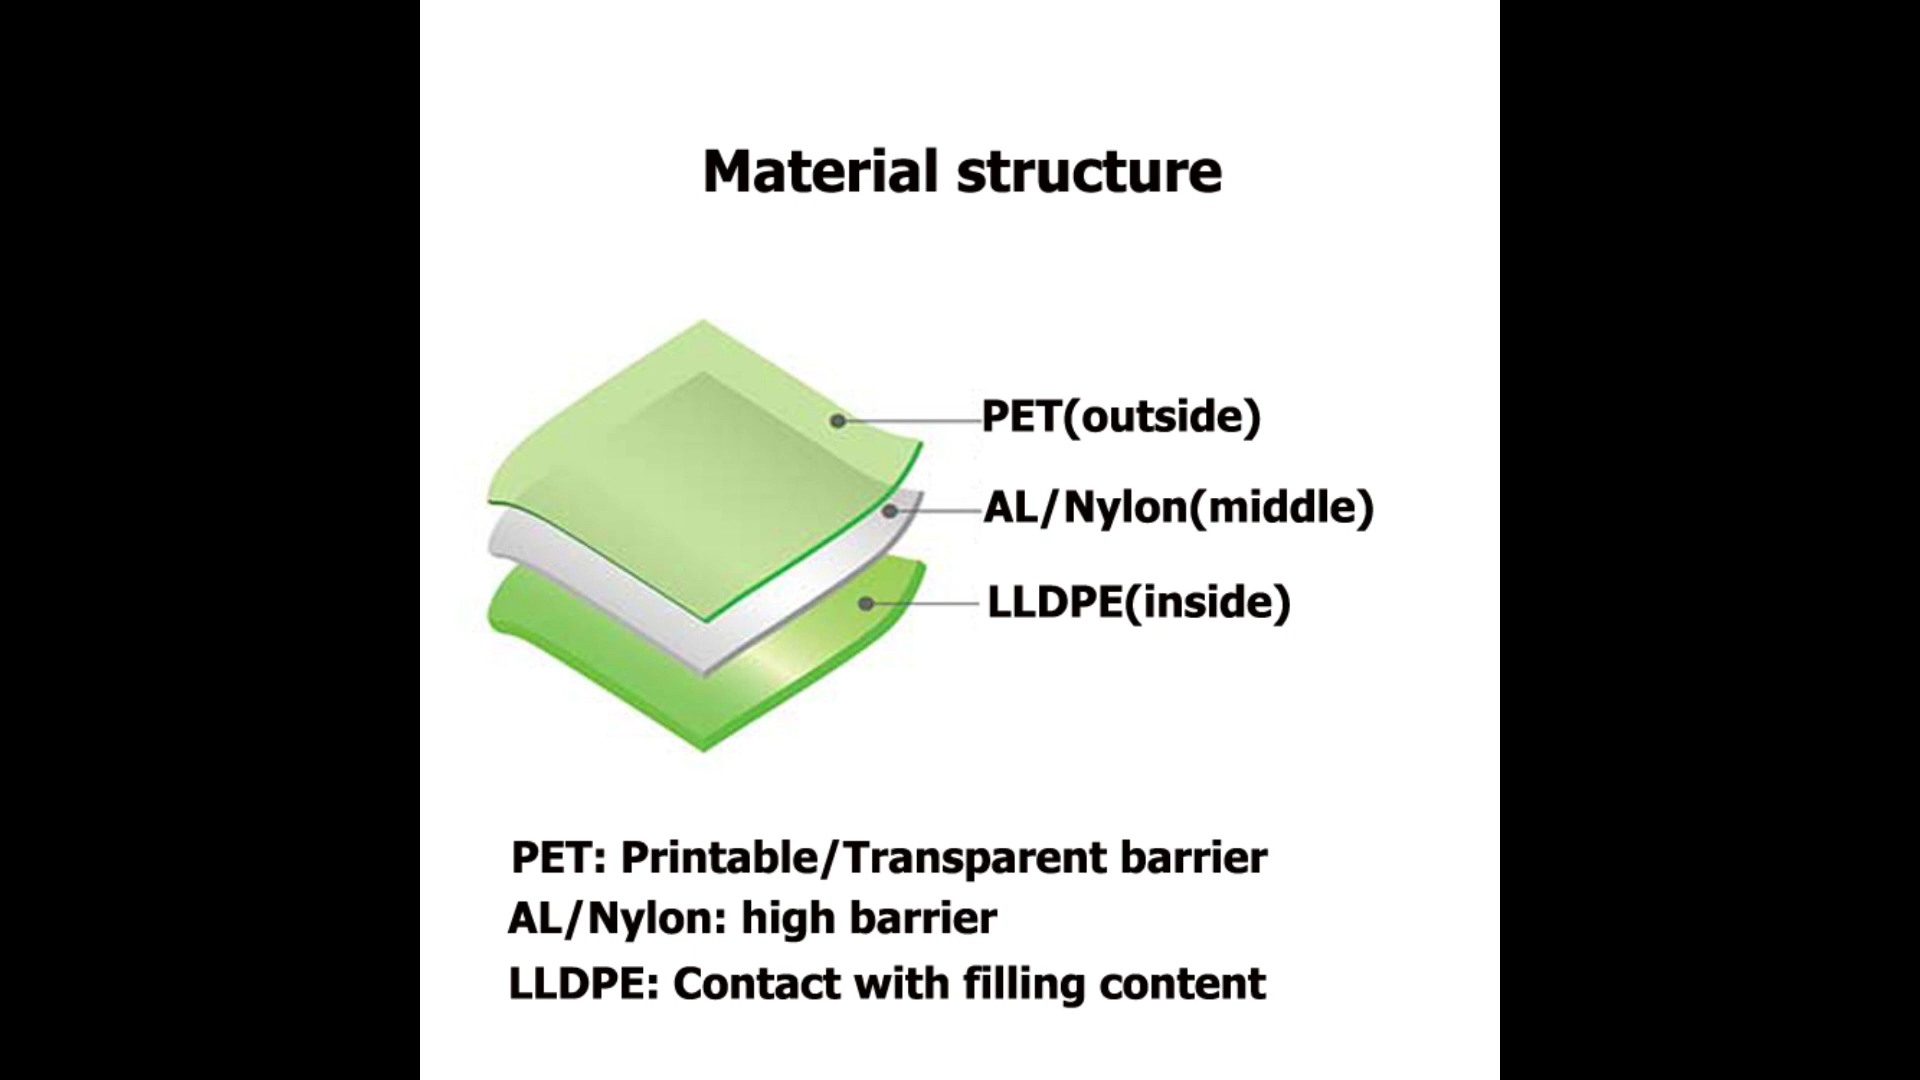 Material structure
PET(outside)
AL/Nylon(middle)
LLDPE(inside)
PET: Printable/Transparent barrier
AL/Nylon: high barrier
LLDPE: Contact with filling content